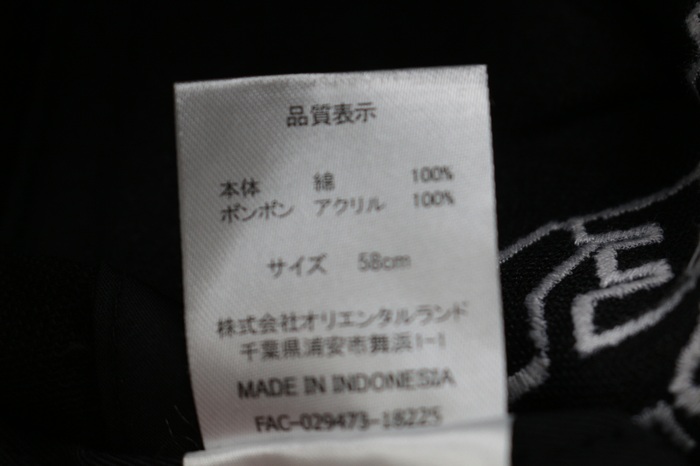 品質表示
本体 綿 100%
ボンボン アクリル 100%
サイズ 58cm
株式会社オリエンタルランド
千葉県浦安市舞浜1-1
MADE IN INDONESIA
FAC-029473-18225